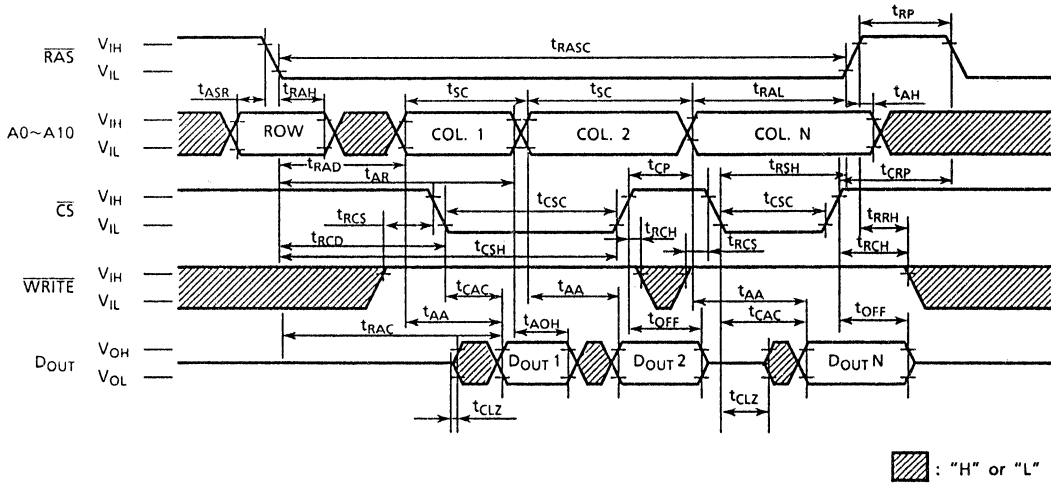 tRP
RAS VIH VIL tRASC
tASR tRAH tSC tSC tRAL tAH
A0~A10 VIH VIL ROW COL. 1 COL. 2 COL. N
tRAD tCP tRSH tCRP
tAR
CS VIH VIL tCSC tCSC
tRCS tRCH tRCS tRRH
tRCD tCSH tRCH
WRITE VIH VIL
tCAC tAA tAA
tAA tCAC
tRAC tAOH tOFF tOFF
DOUT VOH VOL DOUT 1 DOUT 2 DOUT N
tCLZ tCLZ
: "H" or "L"